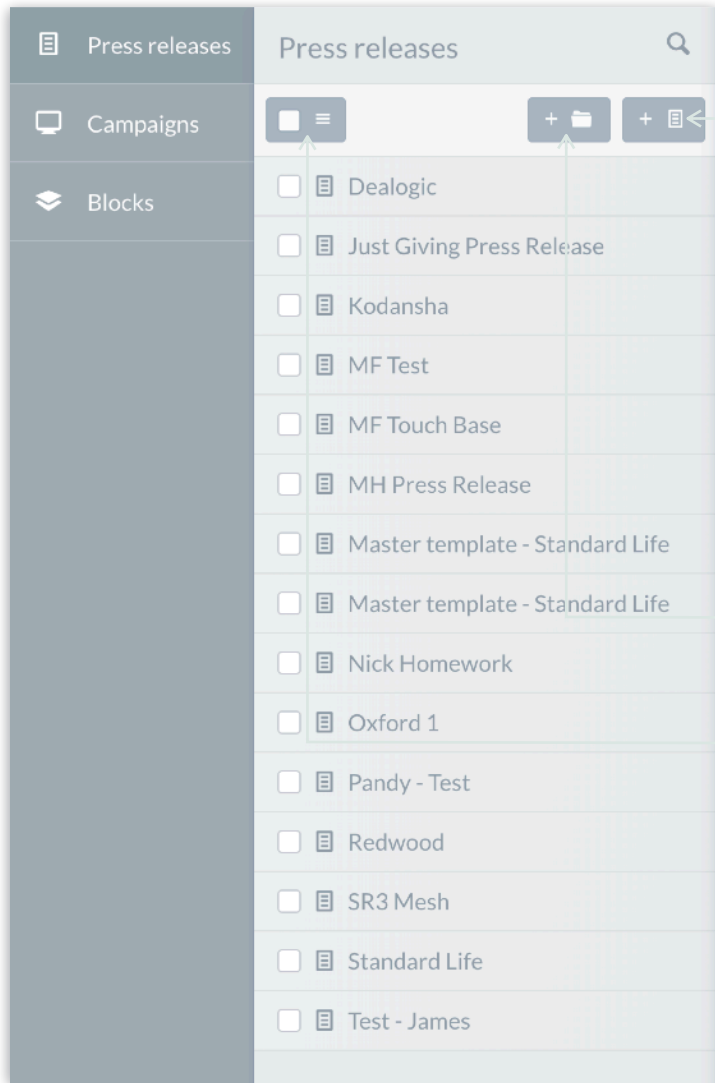 Press releases
Campaigns
Blocks
Press releases
Dealogic
Just Giving Press Release
Kodansha
MF Test
MF Touch Base
MH Press Release
Master template - Standard Life
Master template - Standard Life
Nick Homework
Oxford 1
Pandy - Test
Redwood
SR3 Mesh
Standard Life
Test - James